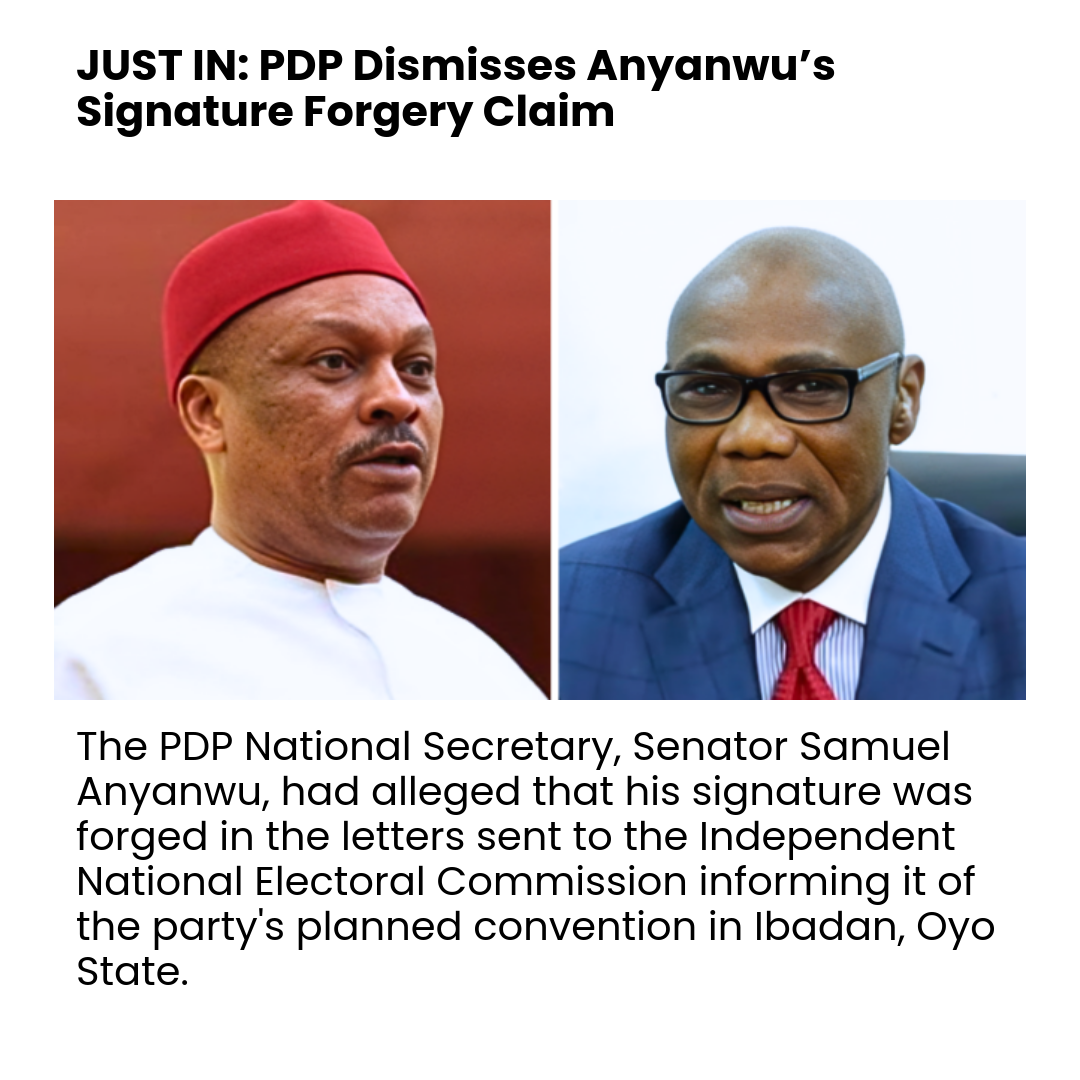 JUST IN: PDP Dismisses Anyanwu’s
Signature Forgery Claim
The PDP National Secretary, Senator Samuel
Anyanwu, had alleged that his signature was
forged in the letters sent to the Independent
National Electoral Commission informing it of
the party's planned convention in Ibadan, Oyo
State.